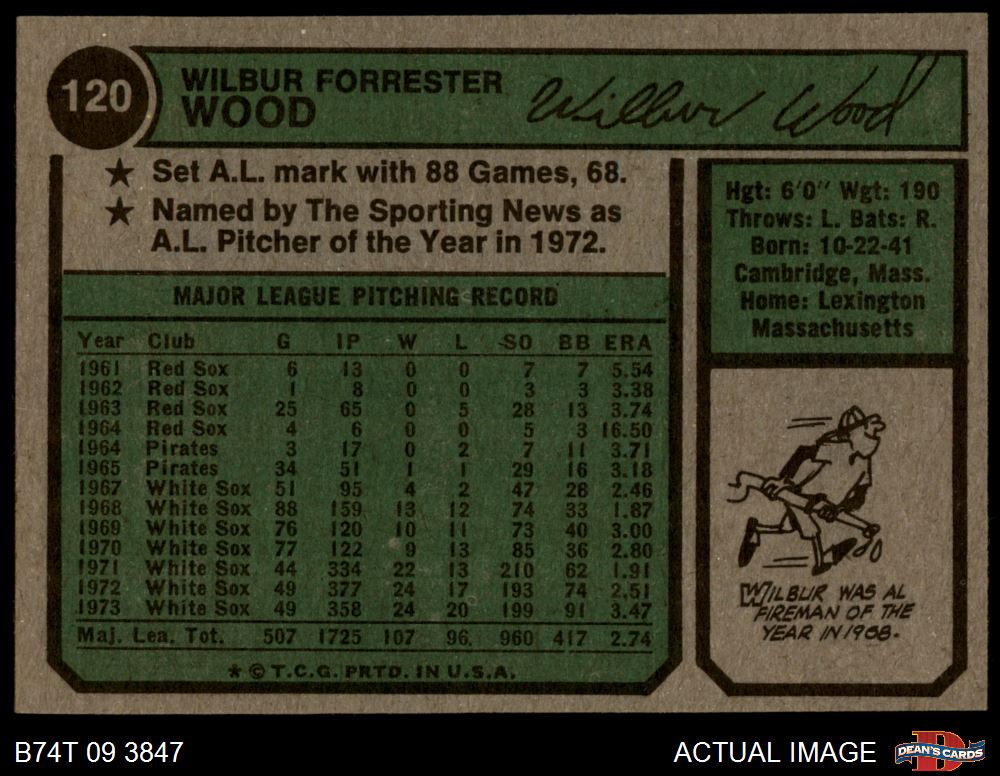 120
WILBUR FORRESTER
WOOD
Wilbur Wood
★ Set A.L. mark with 88 Games, 68.
★ Named by The Sporting News as
A.L. Pitcher of the Year in 1972.
Hgt: 6'0" Wgt: 190
Throws: L. Bats: R.
Born: 10-22-41
Cambridge, Mass.
Home: Lexington
Massachusetts
MAJOR LEAGUE PITCHING RECORD
Year Club G IP W L SO BB ERA
1961 Red Sox 6 13 0 0 7 7 5.54
1962 Red Sox 1 8 0 0 3 3 3.38
1963 Red Sox 25 65 0 5 28 13 3.74
1964 Red Sox 4 6 0 0 5 3 16.50
1964 Pirates 3 17 0 2 7 11 3.71
1965 Pirates 34 51 1 1 29 16 3.18
1967 White Sox 51 95 4 2 47 28 2.46
1968 White Sox 88 159 13 12 74 33 1.87
1969 White Sox 76 120 10 11 73 40 3.00
1970 White Sox 77 122 9 13 85 36 2.80
1971 White Sox 44 334 22 13 210 62 1.91
1972 White Sox 49 377 24 17 193 74 2.51
1973 White Sox 49 358 24 20 199 91 3.47
Maj. Lea. Tot. 507 1725 107 96. 960 417 2.74
* © T.C.G. PRTD. IN U.S.A.
WILBUR WAS AL
FIREMAN OF THE
YEAR IN 1968.
B74T 09 3847
ACTUAL IMAGE
DEAN'S CARDS